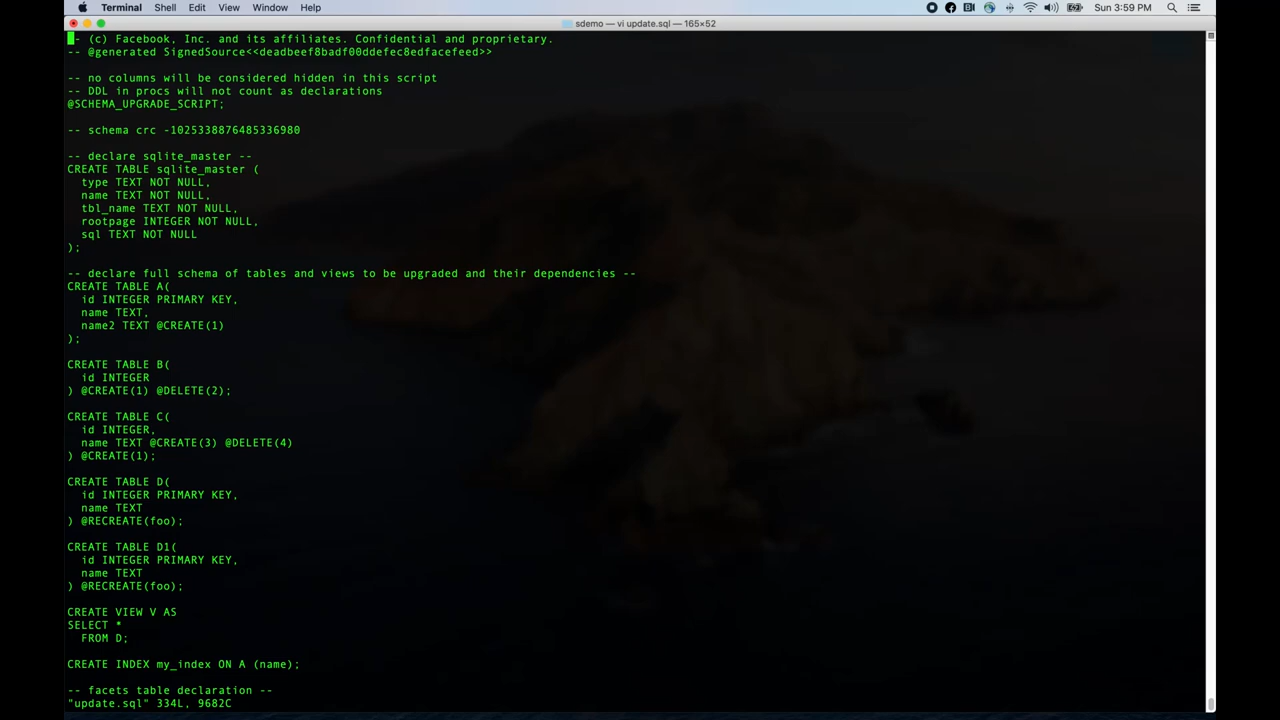 Terminal Shell Edit View Window Help Sun 3:59 PM
sdemo — vi update.sql — 165×52
- (c) Facebook, Inc. and its affiliates. Confidential and proprietary.
-- @generated SignedSource<<deadbeef8badf00ddefec8edfacefeed>>
-- no columns will be considered hidden in this script
-- DDL in procs will not count as declarations
@SCHEMA_UPGRADE_SCRIPT;
-- schema crc -1025338876485336980
-- declare sqlite_master --
CREATE TABLE sqlite_master (
type TEXT NOT NULL,
name TEXT NOT NULL,
tbl_name TEXT NOT NULL,
rootpage INTEGER NOT NULL,
sql TEXT NOT NULL
);
-- declare full schema of tables and views to be upgraded and their dependencies --
CREATE TABLE A(
id INTEGER PRIMARY KEY,
name TEXT,
name2 TEXT @CREATE(1)
);
CREATE TABLE B(
id INTEGER
) @CREATE(1) @DELETE(2);
CREATE TABLE C(
id INTEGER,
name TEXT @CREATE(3) @DELETE(4)
) @CREATE(1);
CREATE TABLE D(
id INTEGER PRIMARY KEY,
name TEXT
) @RECREATE(foo);
CREATE TABLE D1(
id INTEGER PRIMARY KEY,
name TEXT
) @RECREATE(foo);
CREATE VIEW V AS
SELECT *
FROM D;
CREATE INDEX my_index ON A (name);
-- facets table declaration --
"update.sql" 334L, 9682C